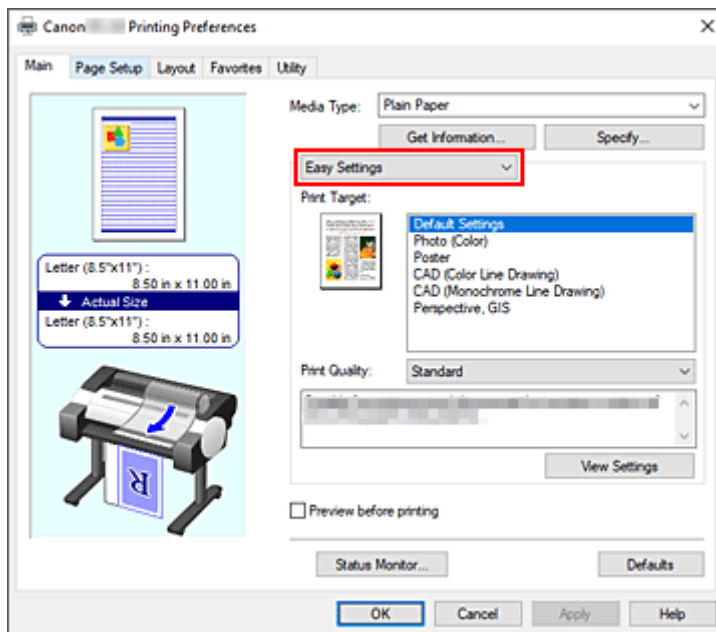 Canon Printing Preferences
Main Page Setup Layout Favorites Utility
Media Type: Plain Paper
Get Information... Specify...
Easy Settings
Print Target:
Default Settings
Photo (Color)
Poster
CAD (Color Line Drawing)
CAD (Monochrome Line Drawing)
Perspective, GIS
Letter (8.5"x11") :
8.50 in x 11.00 in
Actual Size
Letter (8.5"x11") :
8.50 in x 11.00 in
R
Print Quality: Standard
View Settings
Preview before printing
Status Monitor... Defaults
OK Cancel Apply Help